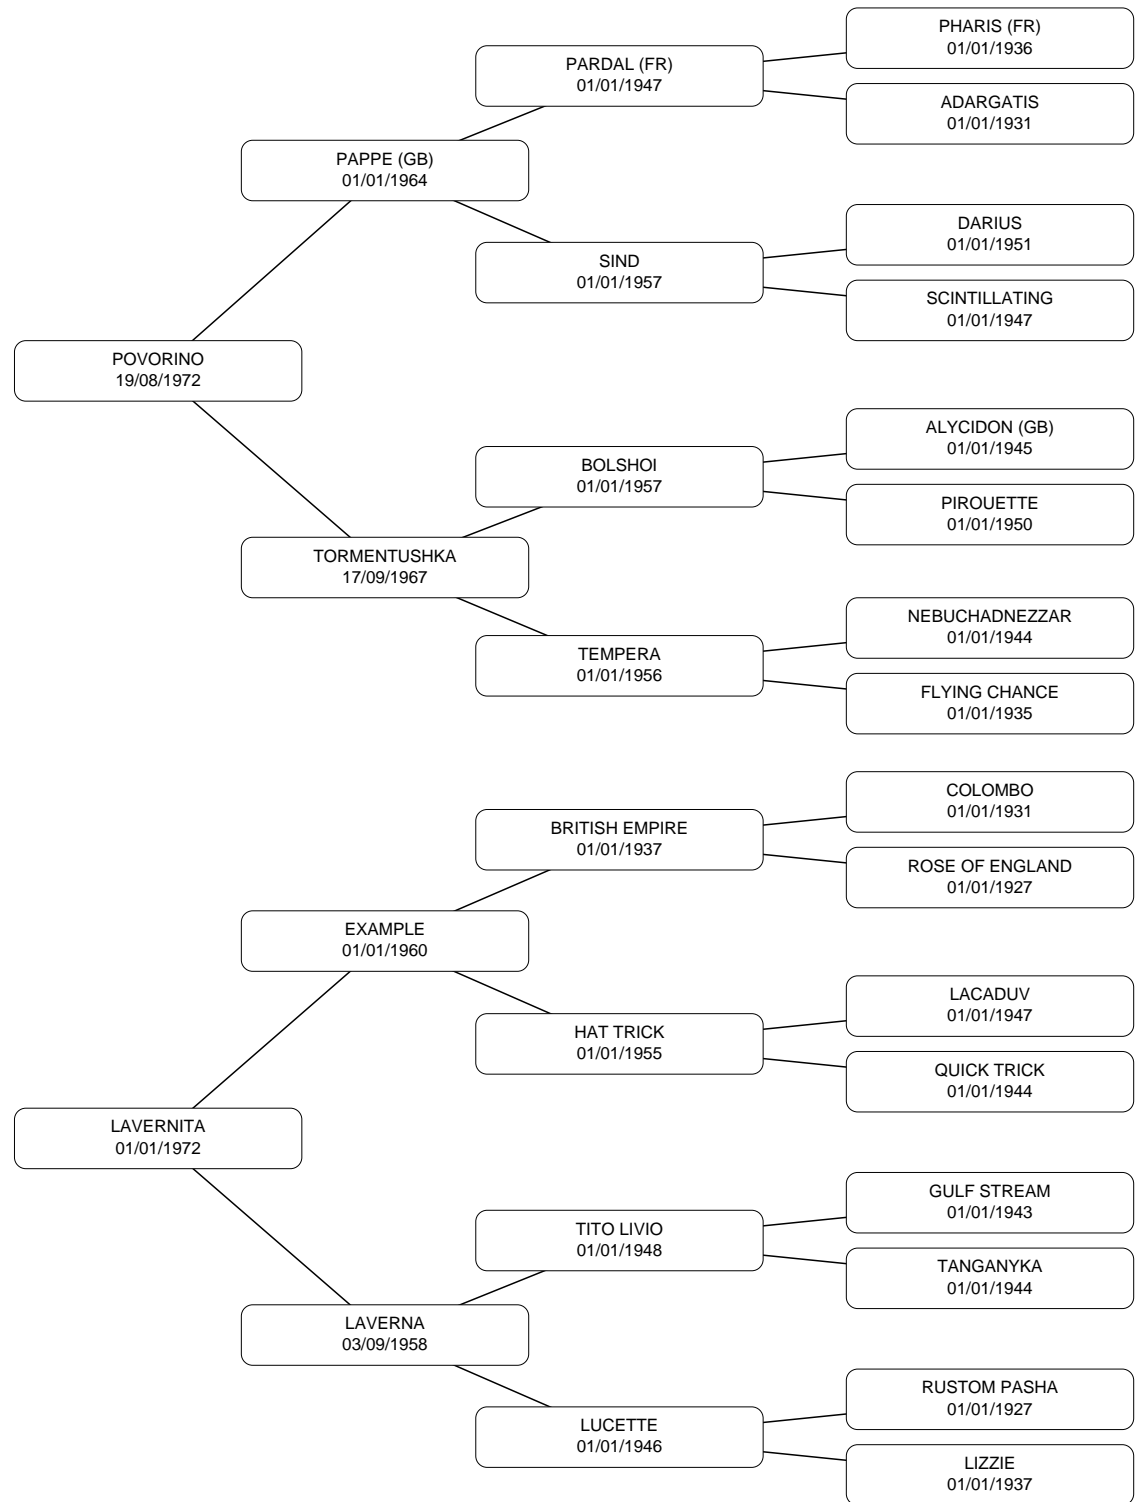 PHARIS (FR)
01/01/1936
PARDAL (FR)
01/01/1947
ADARGATIS
01/01/1931
PAPPE (GB)
01/01/1964
DARIUS
01/01/1951
SIND
01/01/1957
SCINTILLATING
01/01/1947
POVORINO
19/08/1972
ALYCIDON (GB)
01/01/1945
BOLSHOI
01/01/1957
PIROUETTE
01/01/1950
TORMENTUSHKA
17/09/1967
NEBUCHADNEZZAR
01/01/1944
TEMPERA
01/01/1956
FLYING CHANCE
01/01/1935
COLOMBO
01/01/1931
BRITISH EMPIRE
01/01/1937
ROSE OF ENGLAND
01/01/1927
EXAMPLE
01/01/1960
LACADUV
01/01/1947
HAT TRICK
01/01/1955
QUICK TRICK
01/01/1944
LAVERNITA
01/01/1972
GULF STREAM
01/01/1943
TITO LIVIO
01/01/1948
TANGANYKA
01/01/1944
LAVERNA
03/09/1958
RUSTOM PASHA
01/01/1927
LUCETTE
01/01/1946
LIZZIE
01/01/1937